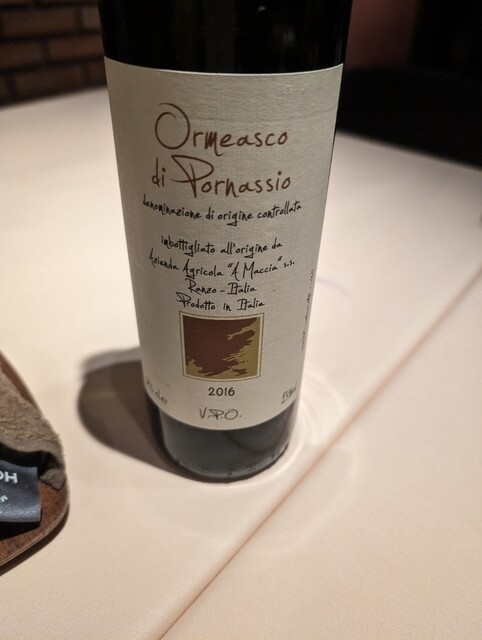 Ormeasco
di Pornassio
denominazione di origine controllata
imbottigliato all'origine da
Azienda Agricola "A Maccia" s.s.
Ranzo - Italia
Prodotto in Italia
2016
V.P.O.